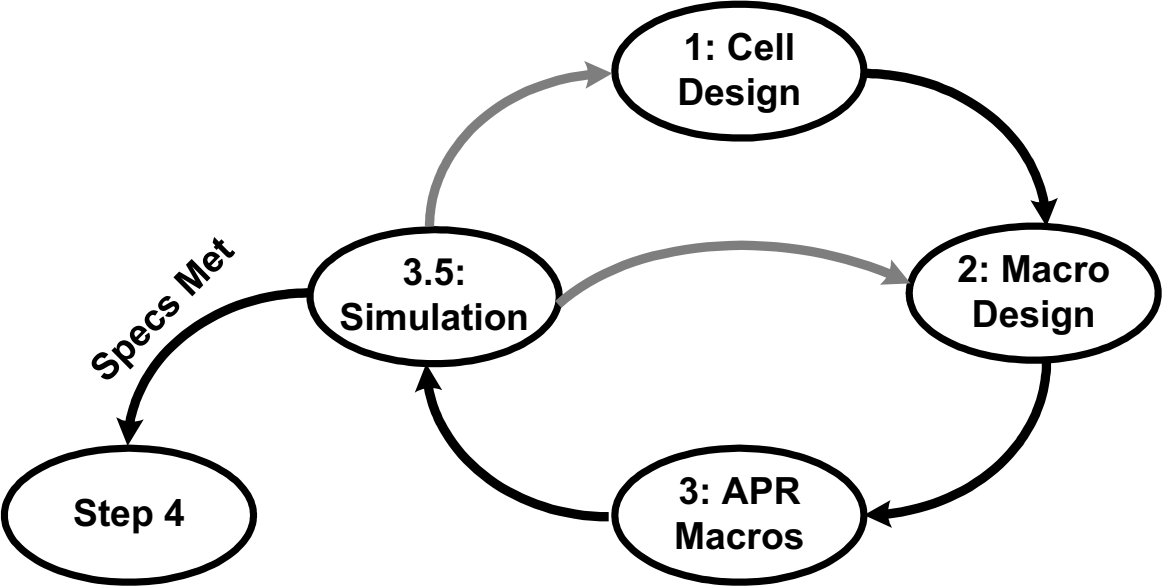 1: Cell
Design
Specs Met
3.5:
Simulation
2: Macro
Design
Step 4
3: APR
Macros